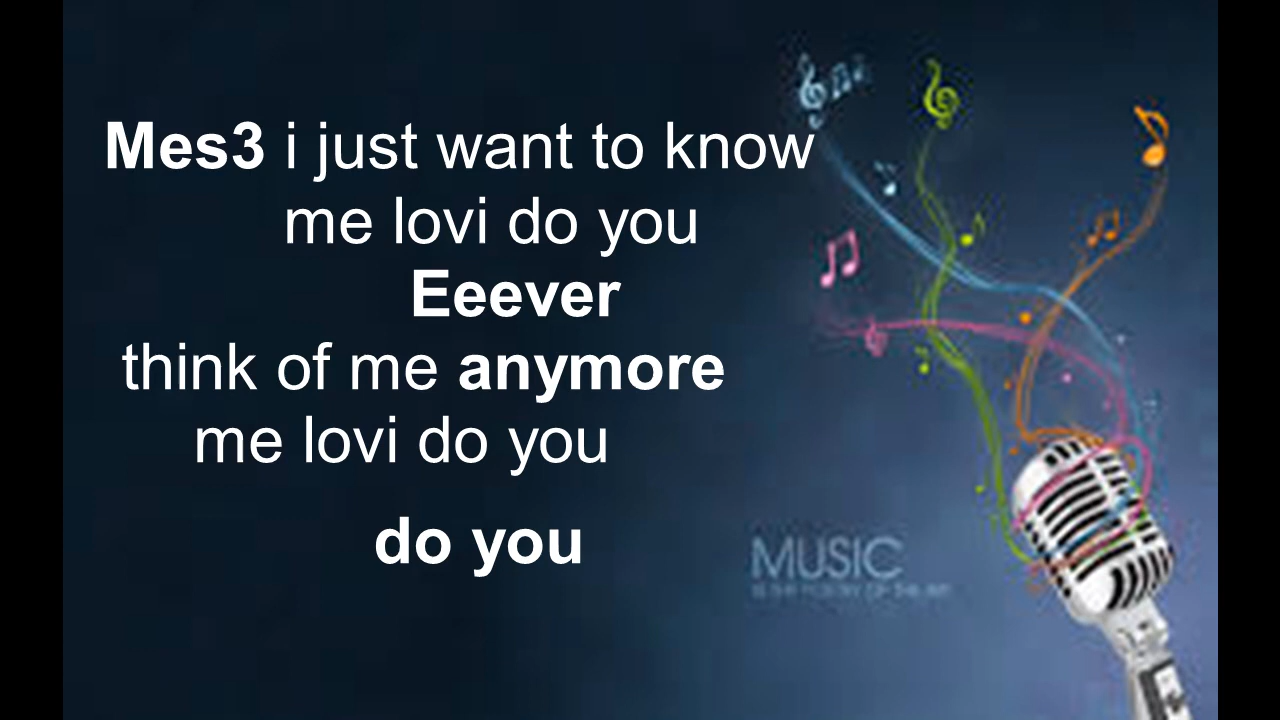 Mes3 i just want to know
me lovi do you
Eeever
think of me anymore
me lovi do you
do you
MUSIC